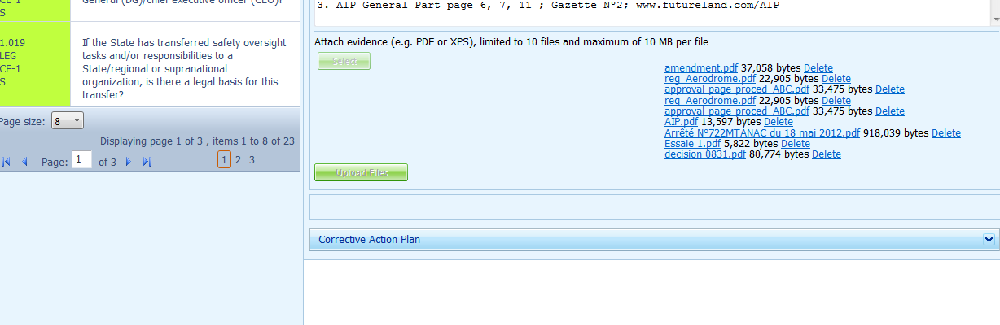 CE-1
S
General (DG)/chief executive officer (CEO)?
1.019
LEG
CE-1
S
If the State has transferred safety oversight
tasks and/or responsibilities to a
State/regional or supranational
organization, is there a legal basis for this
transfer?
Page size: 8
Displaying page 1 of 3 , items 1 to 8 of 23
Page: 1 of 3 1 2 3
3. AIP General Part page 6, 7, 11 ; Gazette N°2; www.futureland.com/AIP
Attach evidence (e.g. PDF or XPS), limited to 10 files and maximum of 10 MB per file
Select
amendment.pdf 37,058 bytes Delete
reg_Aerodrome.pdf 22,905 bytes Delete
approval-page-proced_ABC.pdf 33,475 bytes Delete
reg_Aerodrome.pdf 22,905 bytes Delete
approval-page-proced_ABC.pdf 33,475 bytes Delete
AIP.pdf 13,597 bytes Delete
Arrêté N°722MTANAC du 18 mai 2012.pdf 918,039 bytes Delete
Essaie 1.pdf 5,822 bytes Delete
decision 0831.pdf 80,774 bytes Delete
Upload Files
Corrective Action Plan